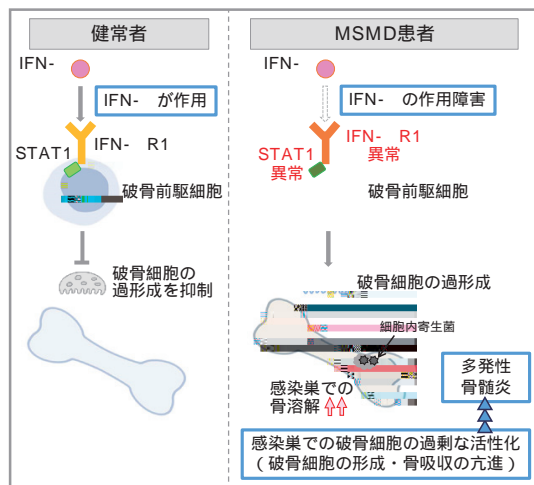 健常者
IFN-
IFN- が作用
IFN- R1
STAT1
破骨前駆細胞
破骨細胞の
過形成を抑制
MSMD患者
IFN-
IFN- の作用障害
IFN- R1
異常
STAT1
異常
破骨前駆細胞
破骨細胞の過形成
細胞内寄生菌
感染巣での
骨溶解
多発性
骨髄炎
感染巣での破骨細胞の過剰な活性化
(破骨細胞の形成・骨吸収の亢進)